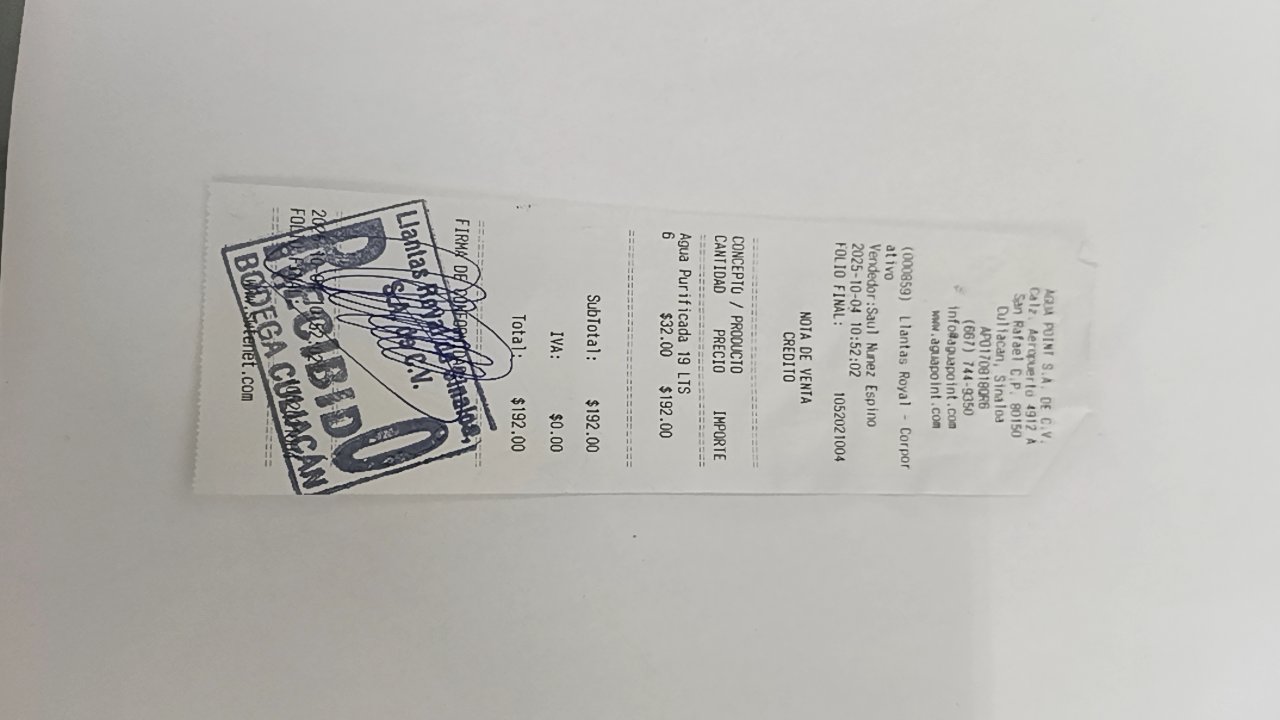 AGUA POINT S.A. DE C.V.
Calz. Aeropuerto 4912 A
San Rafael C.P. 80150
Culiacan, Sinaloa
APO170818QR6
(667) 744-9350
info@aguapoint.com
www.aguapoint.com
(000859) Llantas Royal - Corpor
ativo
Vendedor:Saul Nunez Espino
2025-10-04 10:52:02
FOLIO FINAL: 1052021004
NOTA DE VENTA
CREDITO
CONCEPTO / PRODUCTO
CANTIDAD PRECIO IMPORTE
Agua Purificada 19 LTS
6 $32.00 $192.00
SubTotal: $192.00
IVA: $0.00
Total: $192.00
FIRMA DE
Llantas Royal
S.A. de C.V.
RECIBIDO
BODEGA CULIACAN